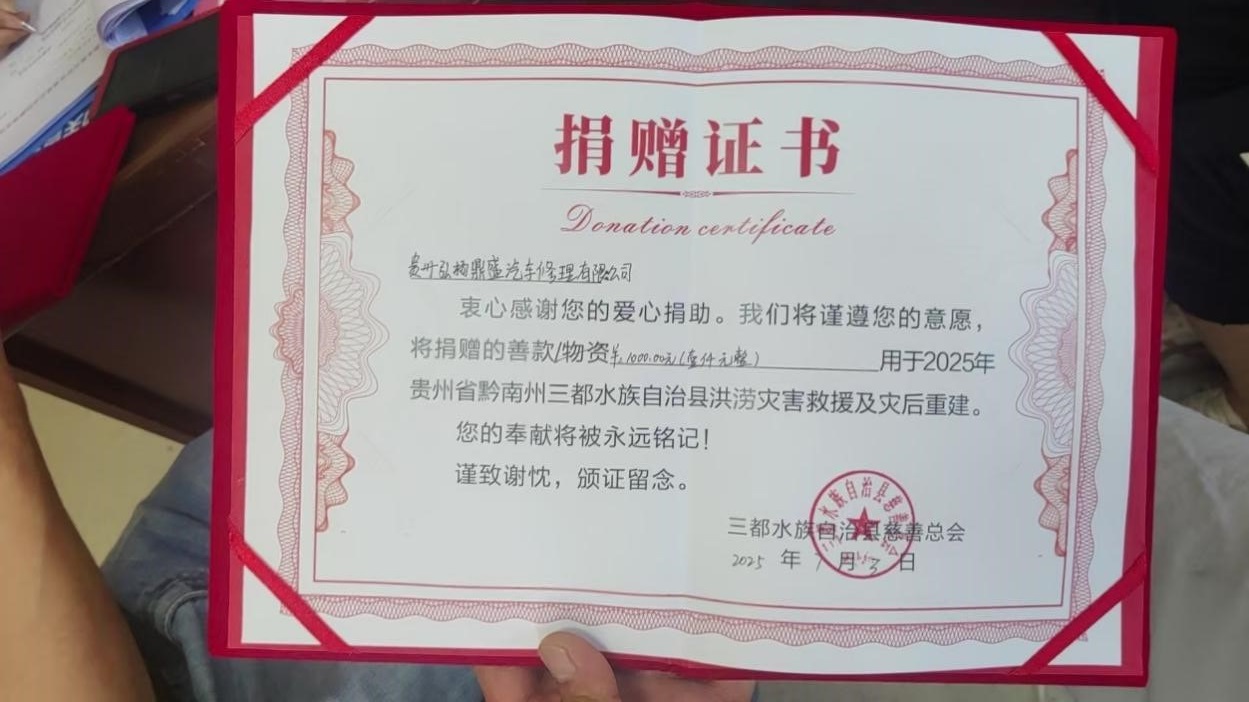 捐赠证书
Donation certificate
贵州弘扬鼎盛汽车修理有限公司
衷心感谢您的爱心捐助。我们将谨遵您的意愿，
将捐赠的善款/物资￥1000.00元(壹仟元整)用于2025年
贵州省黔南州三都水族自治县洪涝灾害救援及灾后重建。
您的奉献将被永远铭记！
谨致谢忱，颁证留念。
三都水族自治县慈善总会
2025年 月 日